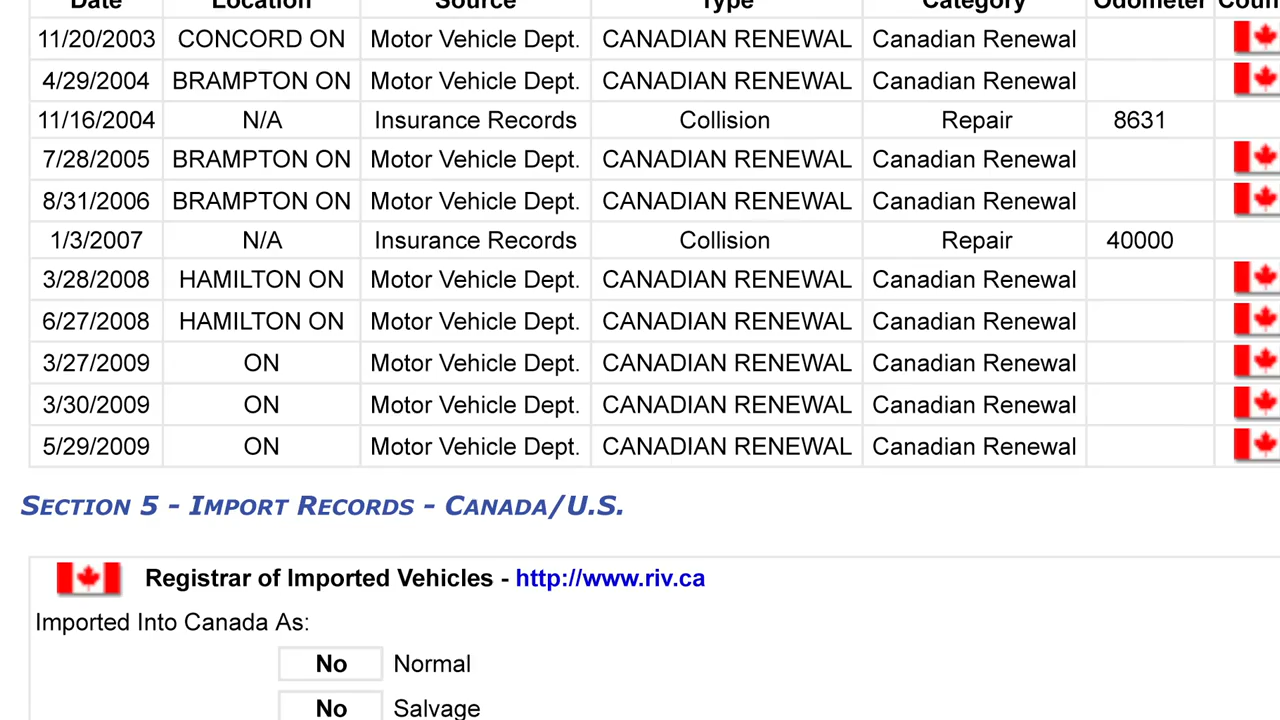 Date Location Source Type Category Odometer
11/20/2003 CONCORD ON Motor Vehicle Dept. CANADIAN RENEWAL Canadian Renewal
4/29/2004 BRAMPTON ON Motor Vehicle Dept. CANADIAN RENEWAL Canadian Renewal
11/16/2004 N/A Insurance Records Collision Repair 8631
7/28/2005 BRAMPTON ON Motor Vehicle Dept. CANADIAN RENEWAL Canadian Renewal
8/31/2006 BRAMPTON ON Motor Vehicle Dept. CANADIAN RENEWAL Canadian Renewal
1/3/2007 N/A Insurance Records Collision Repair 40000
3/28/2008 HAMILTON ON Motor Vehicle Dept. CANADIAN RENEWAL Canadian Renewal
6/27/2008 HAMILTON ON Motor Vehicle Dept. CANADIAN RENEWAL Canadian Renewal
3/27/2009 ON Motor Vehicle Dept. CANADIAN RENEWAL Canadian Renewal
3/30/2009 ON Motor Vehicle Dept. CANADIAN RENEWAL Canadian Renewal
5/29/2009 ON Motor Vehicle Dept. CANADIAN RENEWAL Canadian Renewal
SECTION 5 - IMPORT RECORDS - CANADA/U.S.
Registrar of Imported Vehicles - http://www.riv.ca
Imported Into Canada As:
No Normal
No Salvage